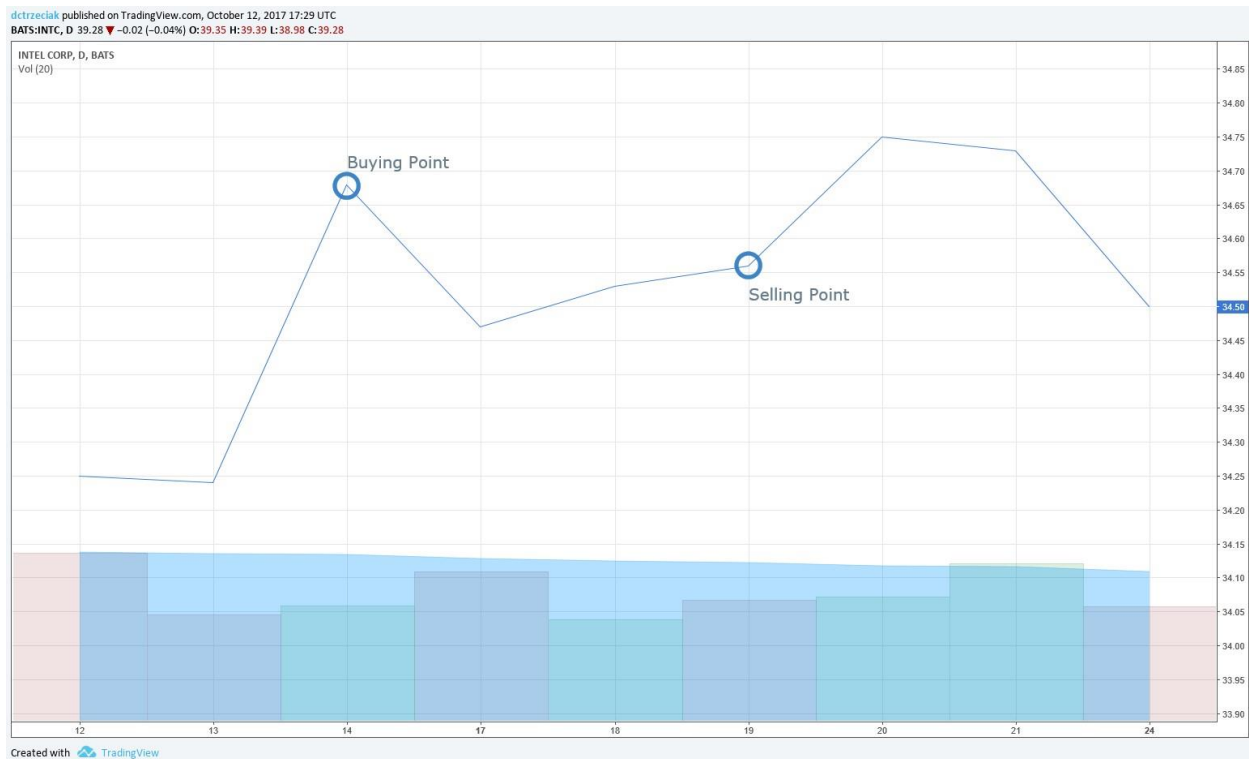 dctrzeciak published on TradingView.com, October 12, 2017 17:29 UTC
BATS:INTC, D 39.28 ▼ −0.02 (−0.04%) O:39.35 H:39.39 L:38.98 C:39.28
INTEL CORP, D, BATS
Vol (20)
Buying Point
Selling Point
34.85
34.80
34.75
34.70
34.65
34.60
34.55
34.50
34.45
34.40
34.35
34.30
34.25
34.20
34.15
34.10
34.05
34.00
33.95
33.90
12 13 14 17 18 19 20 21 24
Created with TradingView